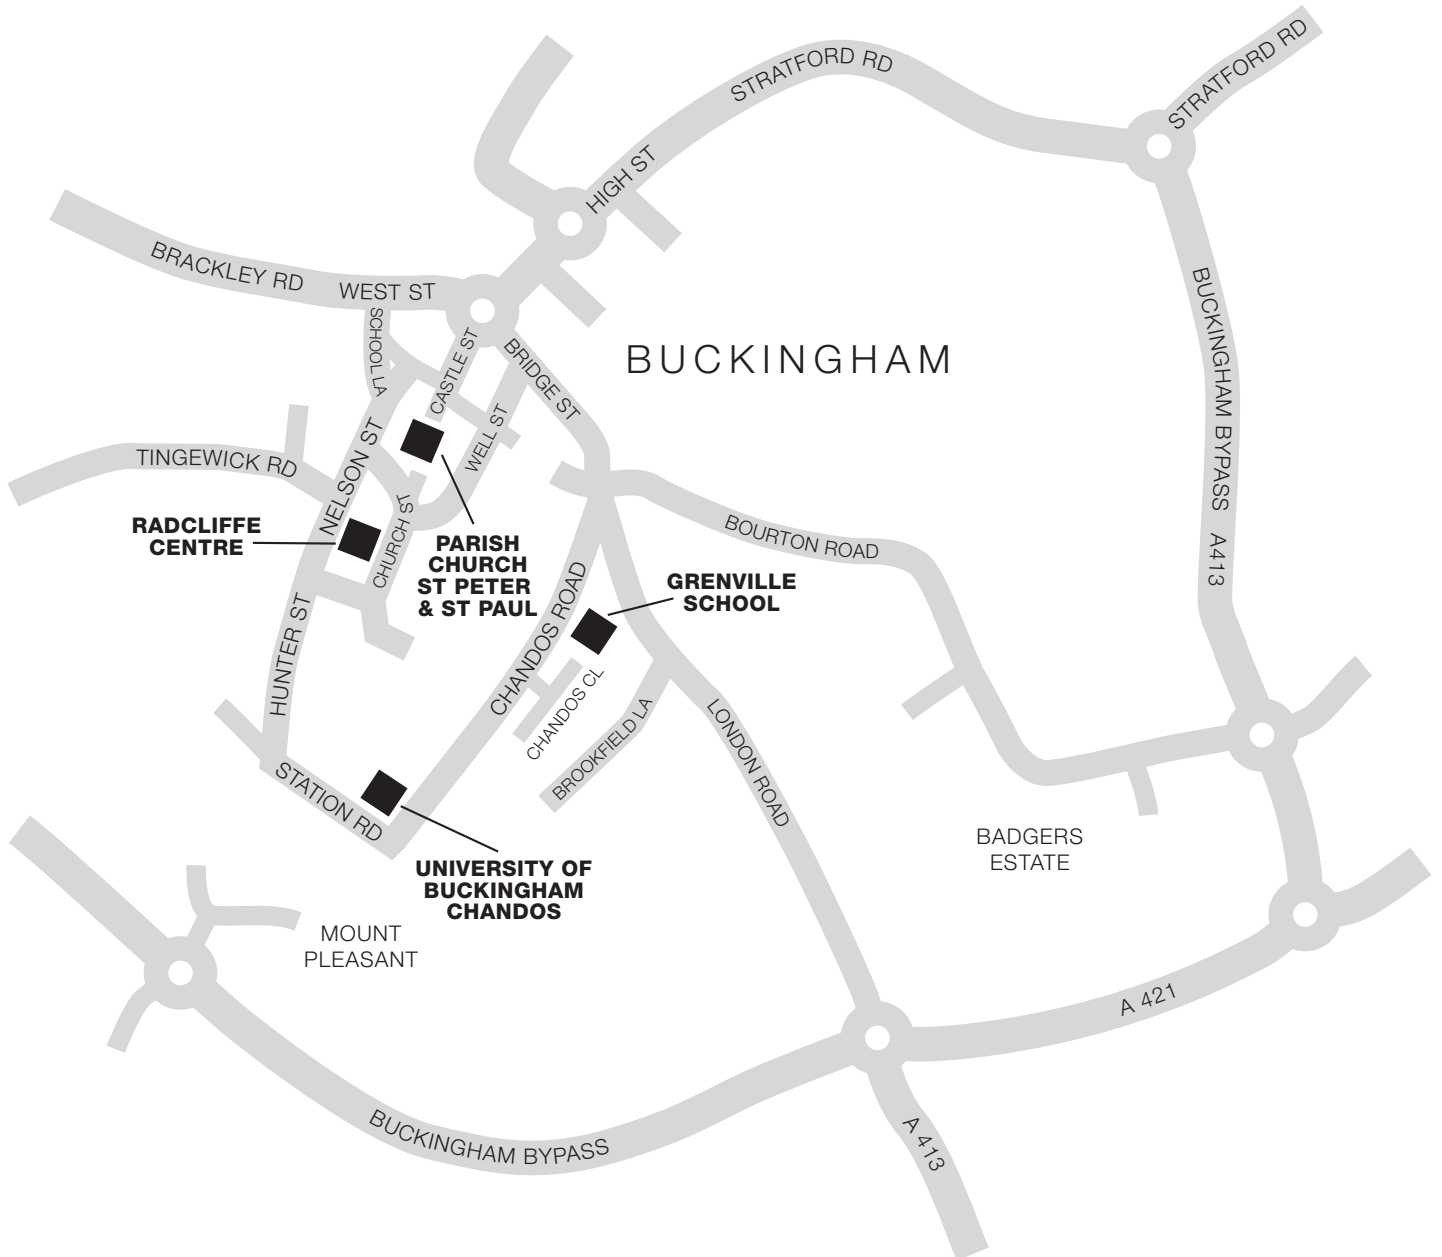 STRATFORD RD
STRATFORD RD
HIGH ST
BRACKLEY RD
WEST ST
SCHOOL LA
CASTLE ST
BRIDGE ST
BUCKINGHAM
BUCKINGHAM BYPASS A413
WELL ST
NELSON ST
TINGEWICK RD
RADCLIFFE
CENTRE
CHURCH ST
PARISH
CHURCH
ST PETER
& ST PAUL
BOURTON ROAD
GRENVILLE
SCHOOL
CHANDOS ROAD
HUNTER ST
CHANDOS CL
BROOKFIELD LA
LONDON ROAD
STATION RD
BADGERS
ESTATE
UNIVERSITY OF
BUCKINGHAM
CHANDOS
MOUNT
PLEASANT
A 421
BUCKINGHAM BYPASS
A 413